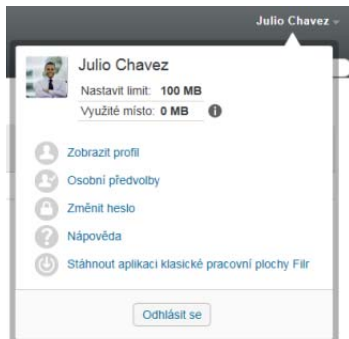 Julio Chavez
Julio Chavez
Nastavit limit: 100 MB
Využité místo: 0 MB
Zobrazit profil
Osobní předvolby
Změnit heslo
Nápověda
Stáhnout aplikaci klasické pracovní plochy Filr
Odhlásit se